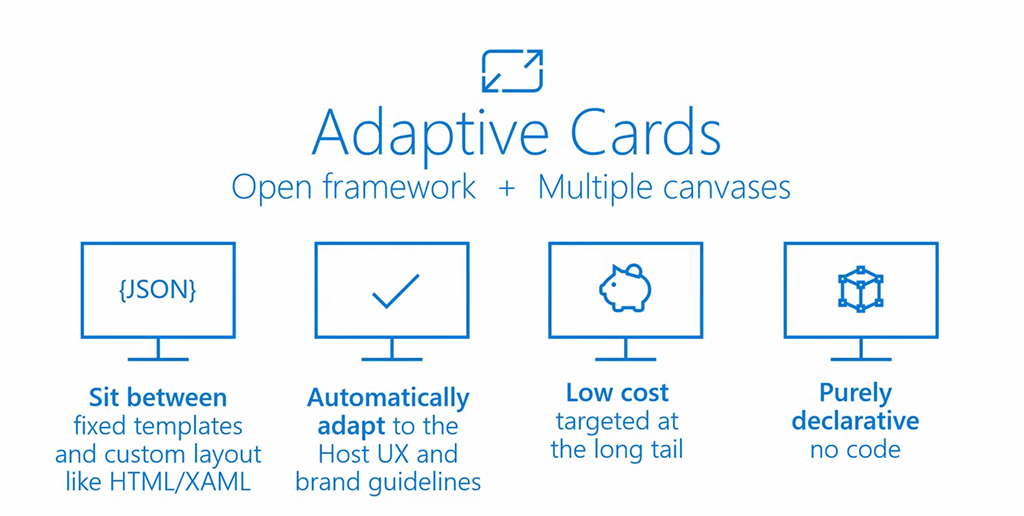 Adaptive Cards
Open framework + Multiple canvases
{JSON}
Sit between
fixed templates
and custom layout
like HTML/XAML
Automatically
adapt to the
Host UX and
brand guidelines
Low cost
targeted at
the long tail
Purely
declarative
no code